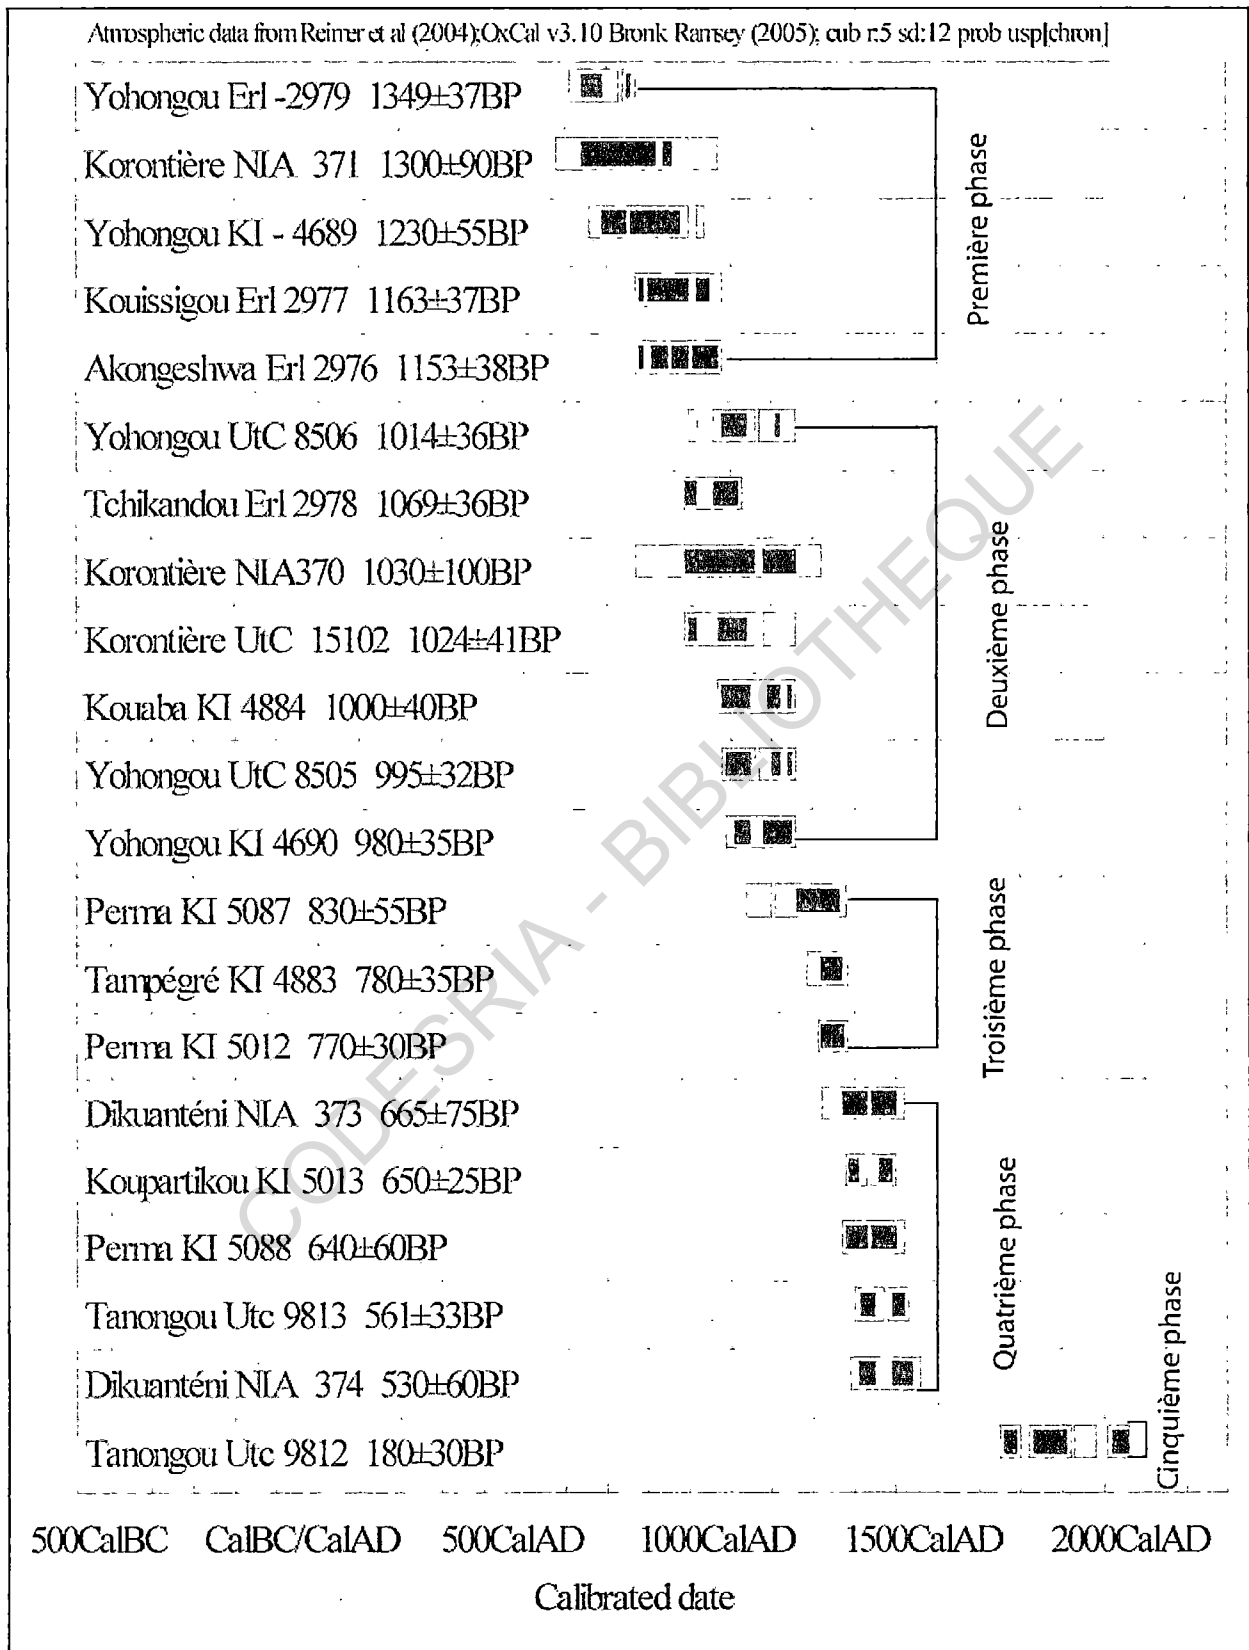 Atmospheric data from Reimer et al (2004);OxCal v3.10 Bronk Ramsey (2005); cub r:5 sd:12 prob usp[chron]
Yohongou Erl -2979 1349±37BP
Korontière NIA 371 1300±90BP
Yohongou KI - 4689 1230±55BP
Kouissigou Erl 2977 1163±37BP
Akongeshwa Erl 2976 1153±38BP
Première phase
Yohongou UtC 8506 1014±36BP
Tchikandou Erl 2978 1069±36BP
Korontière NIA370 1030±100BP
Korontière UtC 15102 1024±41BP
Kouaba KI 4884 1000±40BP
Yohongou UtC 8505 995±32BP
Yohongou KI 4690 980±35BP
Deuxième phase
Perma KI 5087 830±55BP
Tampégré KI 4883 780±35BP
Perma KI 5012 770±30BP
Troisième phase
Dikuanténi NIA 373 665±75BP
Koupartikou KI 5013 650±25BP
Perma KI 5088 640±60BP
Tanongou Utc 9813 561±33BP
Dikuanténi NIA 374 530±60BP
Quatrième phase
Tanongou Utc 9812 180±30BP
Cinquième phase
500CalBC CalBC/CalAD 500CalAD 1000CalAD 1500CalAD 2000CalAD
Calibrated date
CODESRIA - BIBLIOTHEQUE